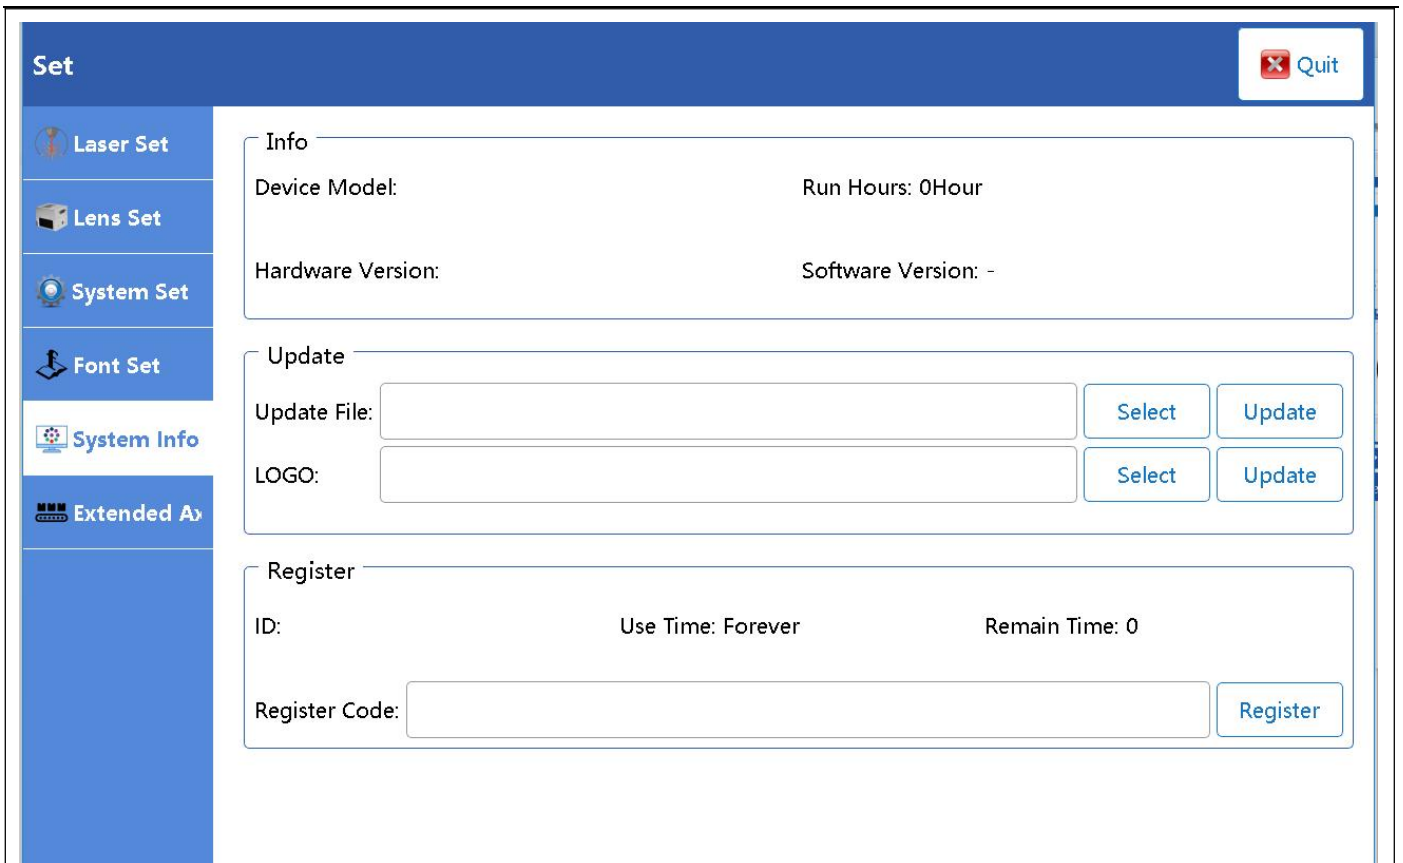 Set
Quit
Laser Set
Lens Set
System Set
Font Set
System Info
Extended Ax
Info
Device Model:
Run Hours: 0Hour
Hardware Version:
Software Version: -
Update
Update File:
Select
Update
LOGO:
Select
Update
Register
ID:
Use Time: Forever
Remain Time: 0
Register Code:
Register